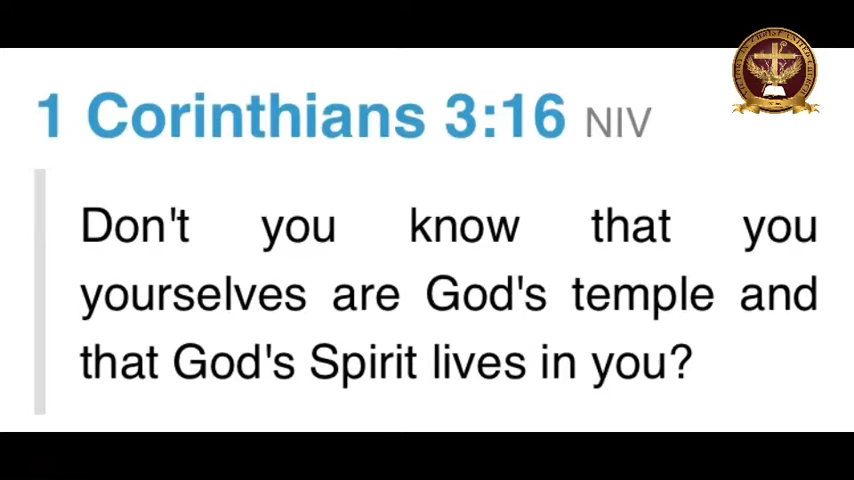 1 Corinthians 3:16 NIV
Don't you know that you
yourselves are God's temple and
that God's Spirit lives in you?